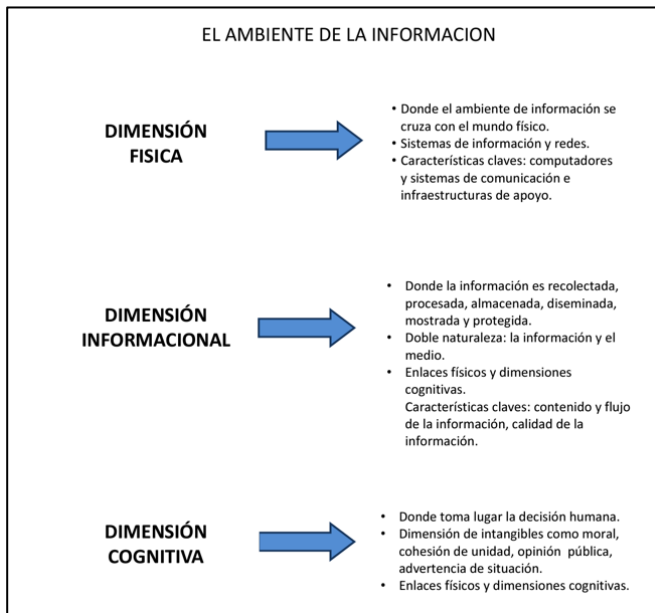 EL AMBIENTE DE LA INFORMACION
DIMENSIÓN
FISICA
• Donde el ambiente de información se
cruza con el mundo físico.
• Sistemas de información y redes.
• Características claves: computadores
y sistemas de comunicación e
infraestructuras de apoyo.
DIMENSIÓN
INFORMACIONAL
• Donde la información es recolectada,
procesada, almacenada, diseminada,
mostrada y protegida.
• Doble naturaleza: la información y el
medio.
• Enlaces físicos y dimensiones
cognitivas.
Características claves: contenido y flujo
de la información, calidad de la
información.
DIMENSIÓN
COGNITIVA
• Donde toma lugar la decisión humana.
• Dimensión de intangibles como moral,
cohesión de unidad, opinión pública,
advertencia de situación.
• Enlaces físicos y dimensiones cognitivas.